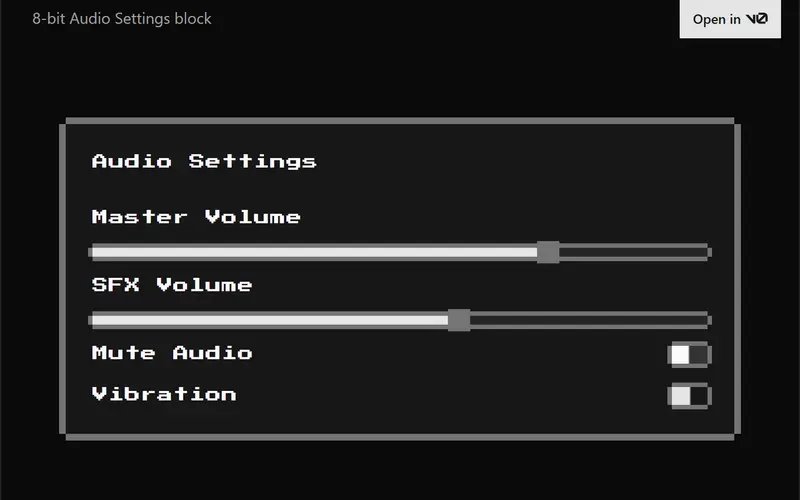 8-bit Audio Settings block
Open in v0
Audio Settings
Master Volume
SFX Volume
Mute Audio
Vibration